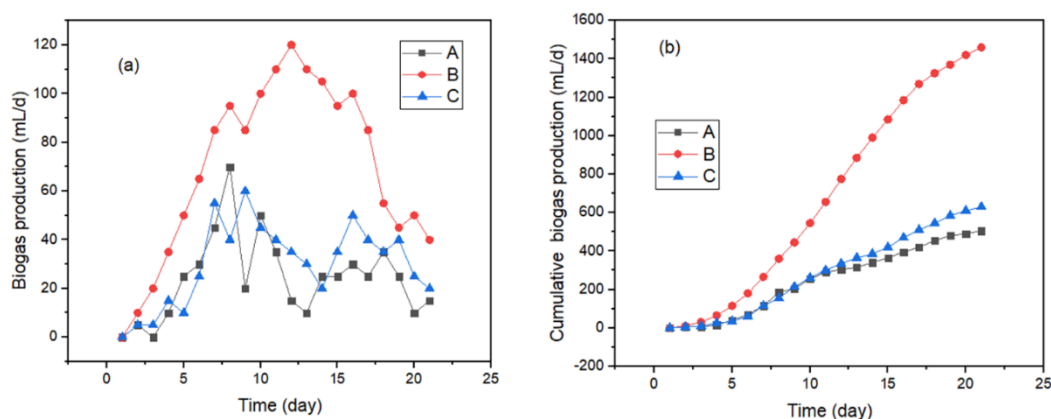 (a)
A
B
C
Biogas production (mL/d)
120
100
80
60
40
20
0
0 5 10 15 20 25
Time (day)
(b)
A
B
C
Cumulative biogas production (mL/d)
1600
1400
1200
1000
800
600
400
200
0
-200
0 5 10 15 20 25
Time (day)